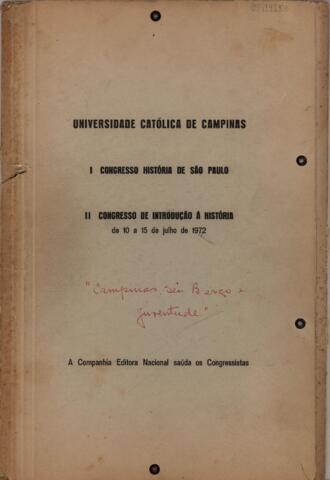 UNIVERSIDADE CATÓLICA DE CAMPINAS
I CONGRESSO HISTÓRIA DE SÃO PAULO
II CONGRESSO DE INTRODUÇÃO À HISTÓRIA
de 10 a 15 de julho de 1972
"Campinas, Seu Berço e
Juventude"
A Companhia Editora Nacional saúda os Congressistas